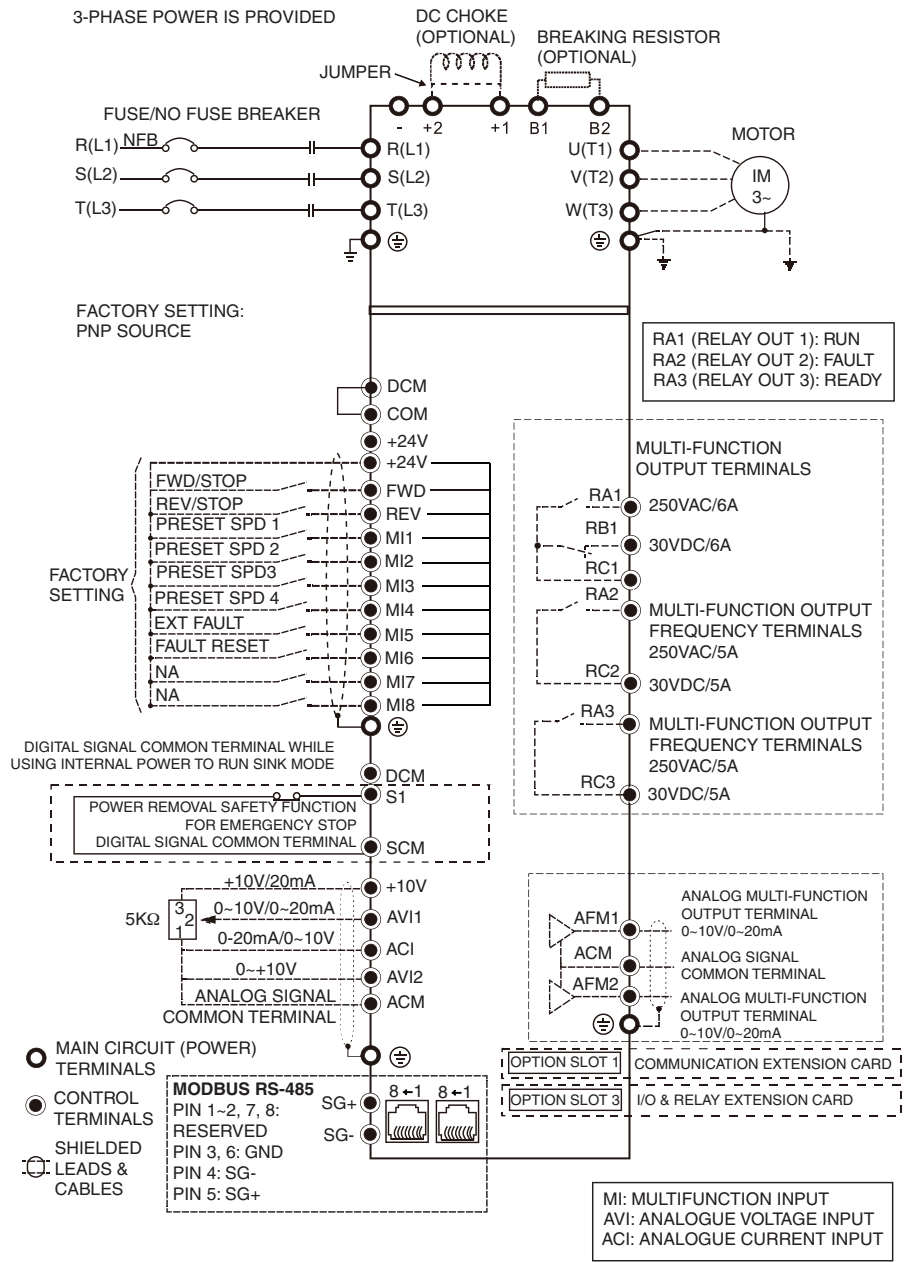 3-PHASE POWER IS PROVIDED
DC CHOKE
(OPTIONAL)
BREAKING RESISTOR
(OPTIONAL)
JUMPER
FUSE/NO FUSE BREAKER
- +2 +1 B1 B2
MOTOR
R(L1) NFB
R(L1)
U(T1)
S(L2)
S(L2)
V(T2)
IM
3~
T(L3)
T(L3)
W(T3)
FACTORY SETTING:
PNP SOURCE
RA1 (RELAY OUT 1): RUN
RA2 (RELAY OUT 2): FAULT
RA3 (RELAY OUT 3): READY
DCM
COM
+24V
+24V
FWD/STOP
FWD
REV/STOP
REV
PRESET SPD 1
MI1
PRESET SPD 2
MI2
PRESET SPD3
MI3
PRESET SPD 4
MI4
EXT FAULT
MI5
FAULT RESET
MI6
NA
MI7
NA
MI8
FACTORY
SETTING
MULTI-FUNCTION
OUTPUT TERMINALS
RA1
250VAC/6A
RB1
30VDC/6A
RC1
RA2
MULTI-FUNCTION OUTPUT
FREQUENCY TERMINALS
250VAC/5A
RC2
30VDC/5A
RA3
MULTI-FUNCTION OUTPUT
FREQUENCY TERMINALS
250VAC/5A
RC3
30VDC/5A
DIGITAL SIGNAL COMMON TERMINAL WHILE
USING INTERNAL POWER TO RUN SINK MODE
DCM
S1
POWER REMOVAL SAFETY FUNCTION
FOR EMERGENCY STOP
DIGITAL SIGNAL COMMON TERMINAL
SCM
+10V/20mA
+10V
5KΩ
3
2
1
0~10V/0~20mA
AVI1
0-20mA/0~10V
ACI
0~+10V
AVI2
ANALOG SIGNAL
COMMON TERMINAL
ACM
AFM1
ANALOG MULTI-FUNCTION
OUTPUT TERMINAL
0~10V/0~20mA
ACM
ANALOG SIGNAL
COMMON TERMINAL
AFM2
ANALOG MULTI-FUNCTION
OUTPUT TERMINAL
0~10V/0~20mA
MAIN CIRCUIT (POWER)
TERMINALS
CONTROL
TERMINALS
SHIELDED
LEADS &
CABLES
OPTION SLOT 1
COMMUNICATION EXTENSION CARD
OPTION SLOT 3
I/O & RELAY EXTENSION CARD
MODBUS RS-485
PIN 1~2, 7, 8:
RESERVED
PIN 3, 6: GND
PIN 4: SG-
PIN 5: SG+
SG+
SG-
8←1
8←1
MI: MULTIFUNCTION INPUT
AVI: ANALOGUE VOLTAGE INPUT
ACI: ANALOGUE CURRENT INPUT